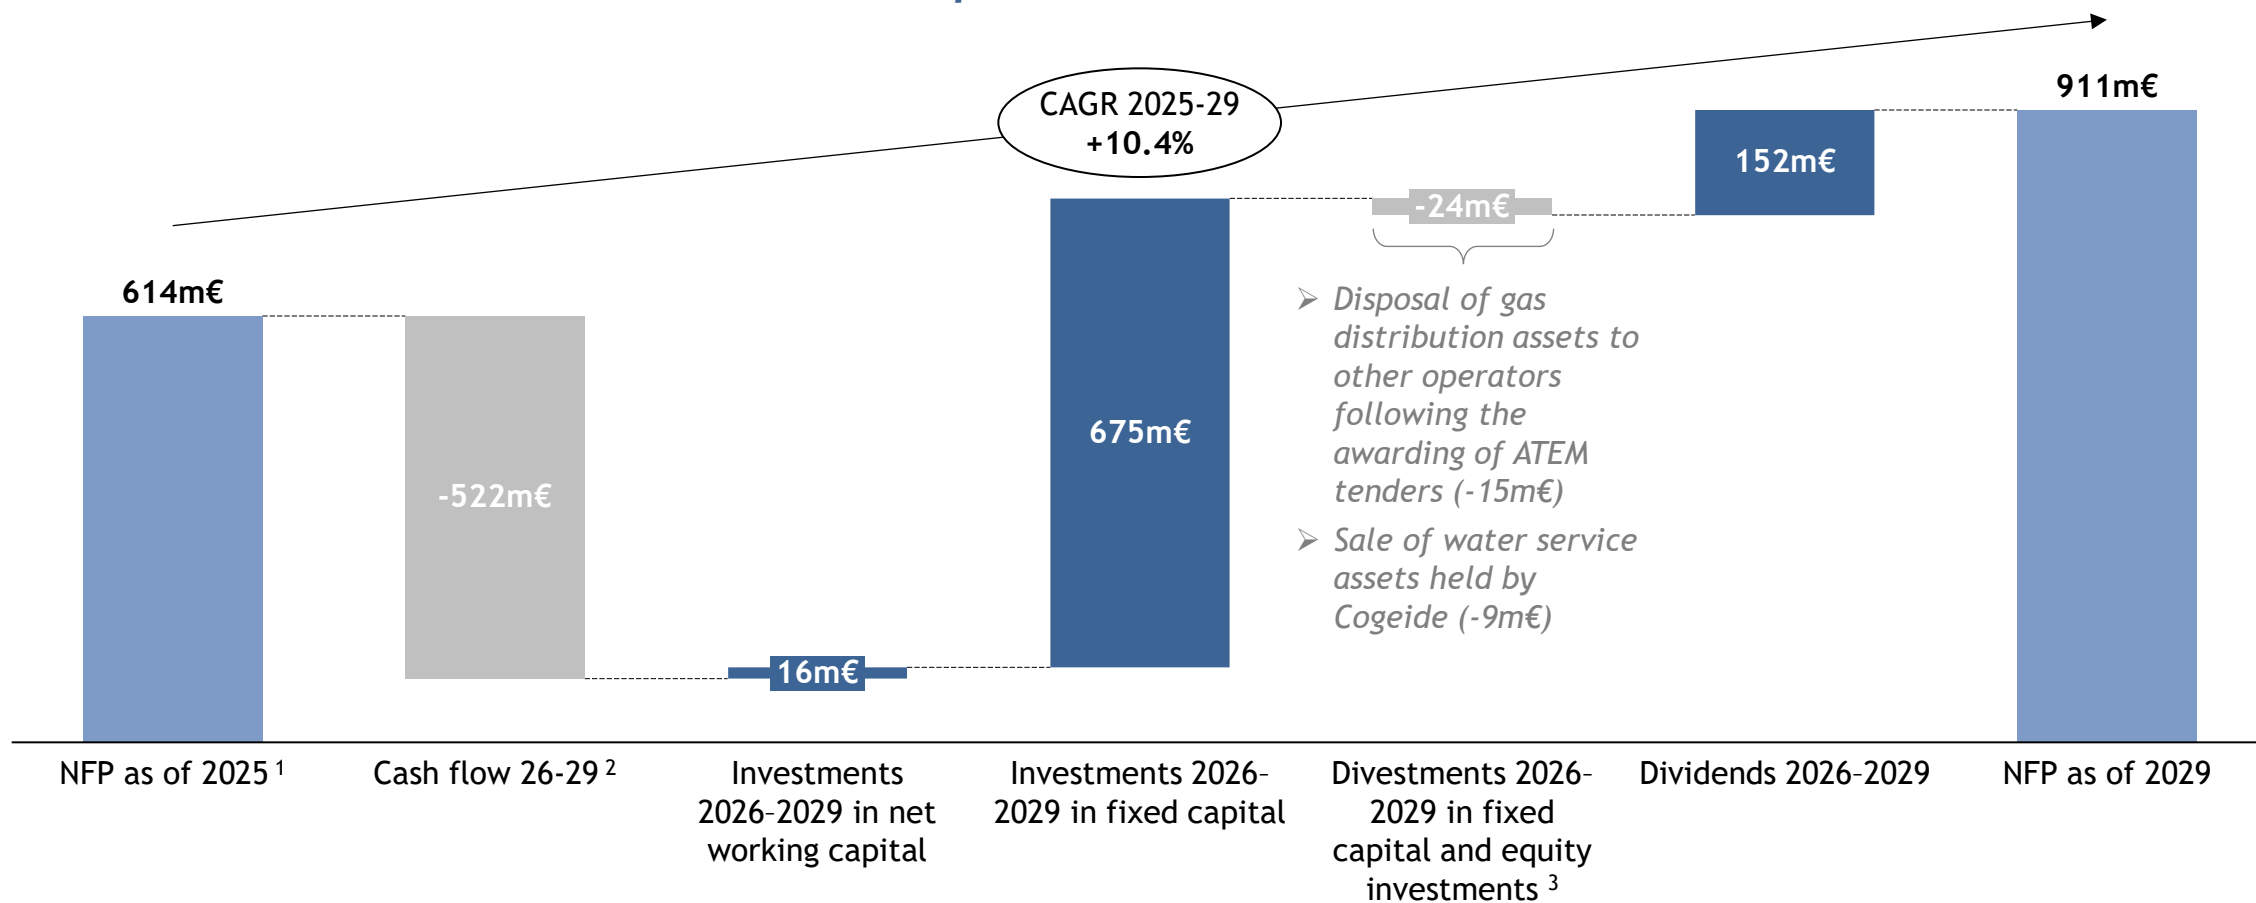 CAGR 2025-29
+10.4%
911m€
152m€
-24m€
614m€
➢ Disposal of gas
distribution assets to
other operators
following the
awarding of ATEM
tenders (-15m€)
➢ Sale of water service
assets held by
Cogeide (-9m€)
675m€
-522m€
16m€
NFP as of 2025 1
Cash flow 26-29 2
Investments
2026–2029 in net
working capital
Investments 2026–
2029 in fixed capital
Divestments 2026–
2029 in fixed
capital and equity
investments 3
Dividends 2026–2029
NFP as of 2029